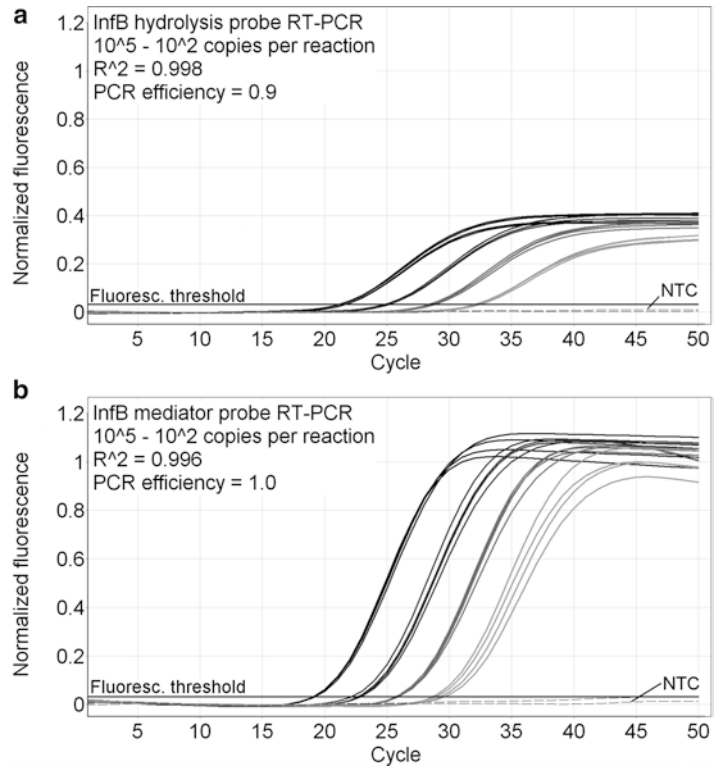 a
InfB hydrolysis probe RT-PCR
10^5 - 10^2 copies per reaction
R^2 = 0.998
PCR efficiency = 0.9
Normalized fluorescence
1.2
1
0.8
0.6
0.4
0.2
0
Fluoresc. threshold
NTC
5 10 15 20 25 30 35 40 45 50
Cycle
b
InfB mediator probe RT-PCR
10^5 - 10^2 copies per reaction
R^2 = 0.996
PCR efficiency = 1.0
Normalized fluorescence
1.2
1
0.8
0.6
0.4
0.2
0
Fluoresc. threshold
NTC
5 10 15 20 25 30 35 40 45 50
Cycle